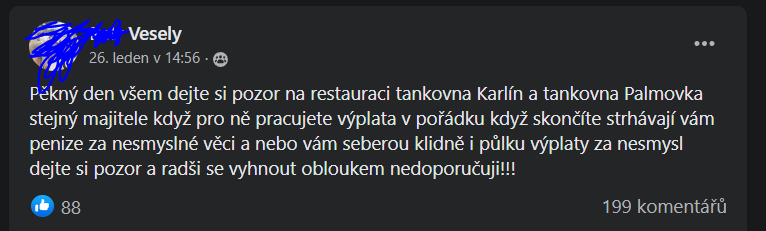 Vesely
26. leden v 14:56 ·
Pěkný den všem dejte si pozor na restauraci tankovna Karlín a tankovna Palmovka
stejný majitele když pro ně pracujete výplata v pořádku když skončíte strhávají vám
penize za nesmyslné věci a nebo vám seberou klidně i půlku výplaty za nesmysl
dejte si pozor a radši se vyhnout obloukem nedoporučuji!!!
88
199 komentářů